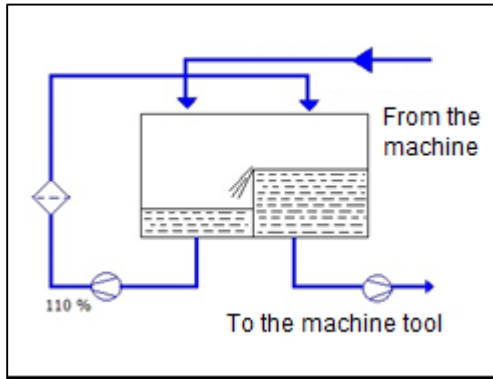 From the
machine
110 %
To the machine tool